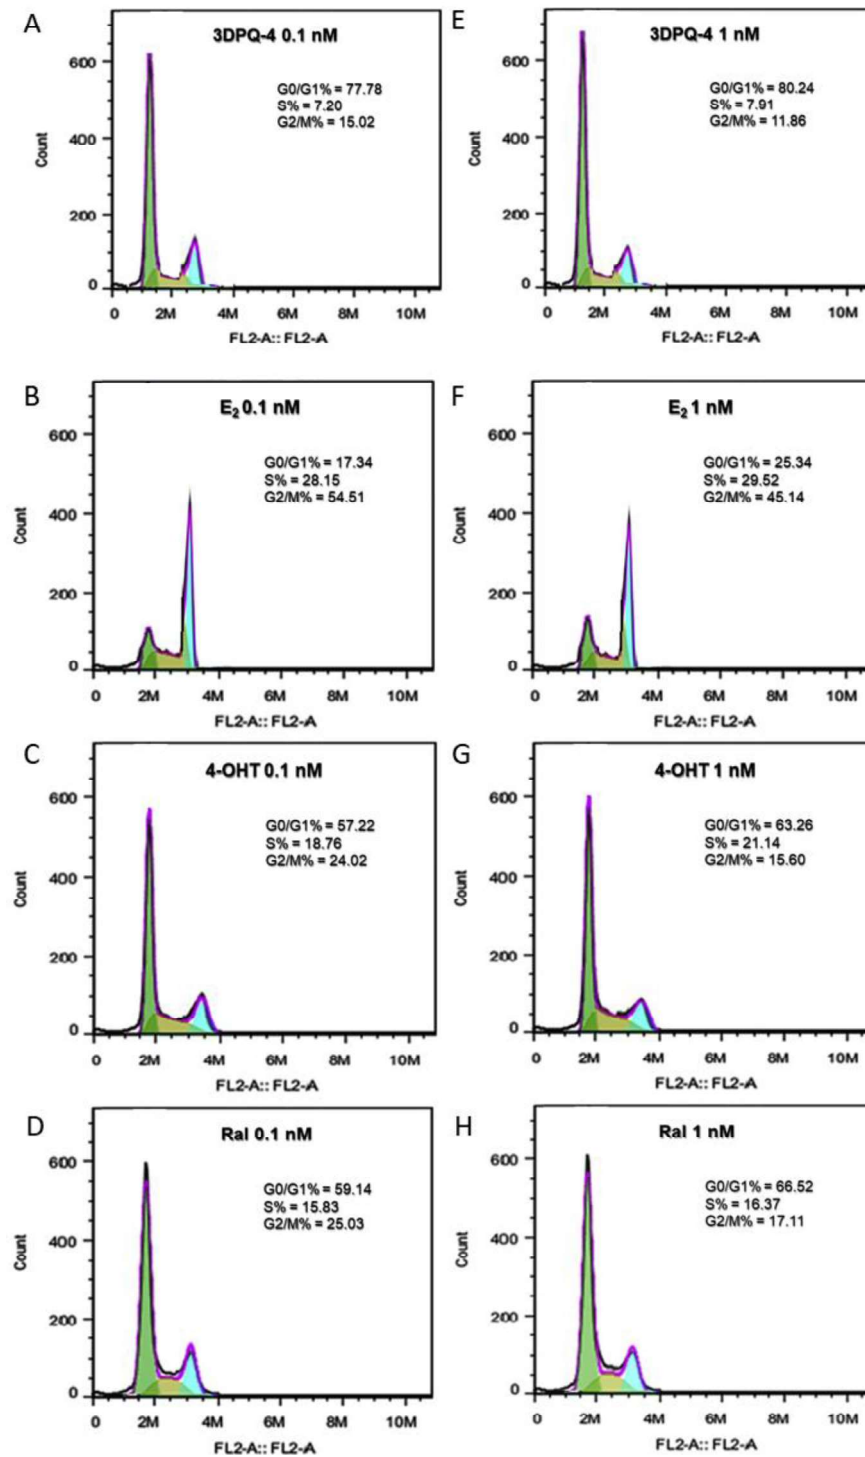 A
3DPQ-4 0.1 nM
G0/G1% = 77.78
S% = 7.20
G2/M% = 15.02
Count
600
400
200
0
0 2M 4M 6M 8M 10M
FL2-A:: FL2-A
E
3DPQ-4 1 nM
G0/G1% = 80.24
S% = 7.91
G2/M% = 11.86
Count
600
400
200
0
0 2M 4M 6M 8M 10M
FL2-A:: FL2-A
B
E₂ 0.1 nM
G0/G1% = 17.34
S% = 28.15
G2/M% = 54.51
Count
600
400
200
0
0 2M 4M 6M 8M 10M
FL2-A:: FL2-A
F
E₂ 1 nM
G0/G1% = 25.34
S% = 29.52
G2/M% = 45.14
Count
600
400
200
0
0 2M 4M 6M 8M 10M
FL2-A:: FL2-A
C
4-OHT 0.1 nM
G0/G1% = 57.22
S% = 18.76
G2/M% = 24.02
Count
600
400
200
0
0 2M 4M 6M 8M 10M
FL2-A:: FL2-A
G
4-OHT 1 nM
G0/G1% = 63.26
S% = 21.14
G2/M% = 15.60
Count
600
400
200
0
0 2M 4M 6M 8M 10M
FL2-A:: FL2-A
D
Ral 0.1 nM
G0/G1% = 59.14
S% = 15.83
G2/M% = 25.03
Count
600
400
200
0
0 2M 4M 6M 8M 10M
FL2-A:: FL2-A
H
Ral 1 nM
G0/G1% = 66.52
S% = 16.37
G2/M% = 17.11
Count
600
400
200
0
0 2M 4M 6M 8M 10M
FL2-A:: FL2-A